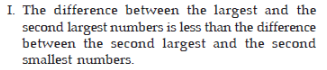 I. The difference between the largest and the
second largest numbers is less than the difference
between the second largest and the second
smallest numbers.